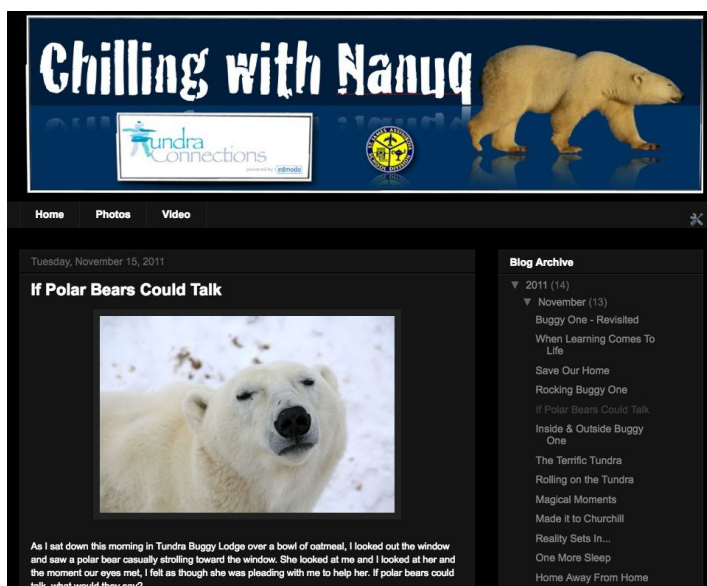 Chilling with Nanuq
Tundra
Connections
powered by edmodo
Home Photos Video
Tuesday, November 15, 2011
If Polar Bears Could Talk
As I sat down this morning in Tundra Buggy Lodge over a bowl of oatmeal, I looked out the window
and saw a polar bear casually strolling toward the window. She looked at me and I looked at her and
the moment our eyes met, I felt as though she was pleading with me to help her. If polar bears could
talk, what would they say?
Blog Archive
▼ 2011 (14)
▼ November (13)
Buggy One - Revisited
When Learning Comes To
Life
Save Our Home
Rocking Buggy One
If Polar Bears Could Talk
Inside & Outside Buggy
One
The Terrific Tundra
Rolling on the Tundra
Magical Moments
Made it to Churchill
Reality Sets In...
One More Sleep
Home Away From Home